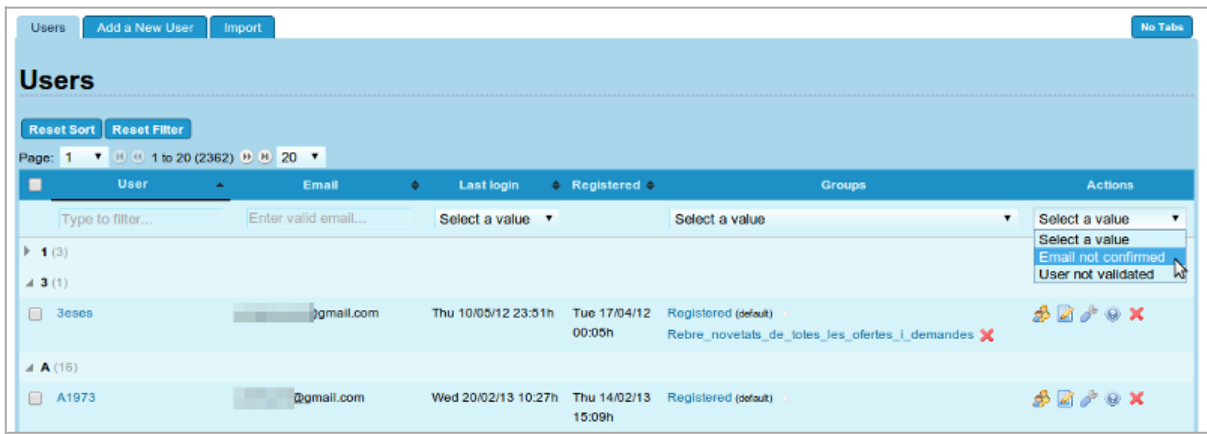 Users Add a New User Import No Tabs
Users
Reset Sort Reset Filter
Page: 1 1 to 20 (2362) 20
User Email Last login Registered Groups Actions
Type to filter... Enter valid email... Select a value Select a value Select a value
Select a value
1 (3)
Email not confirmed
User not validated
3 (1)
3eses @gmail.com Thu 10/05/12 23:51h Tue 17/04/12 Registered (default)
00:05h Rebre_novetats_de_totes_les_ofertes_i_demandes
A (16)
A1973 @gmail.com Wed 20/02/13 10:27h Thu 14/02/13 Registered (default)
15:09h